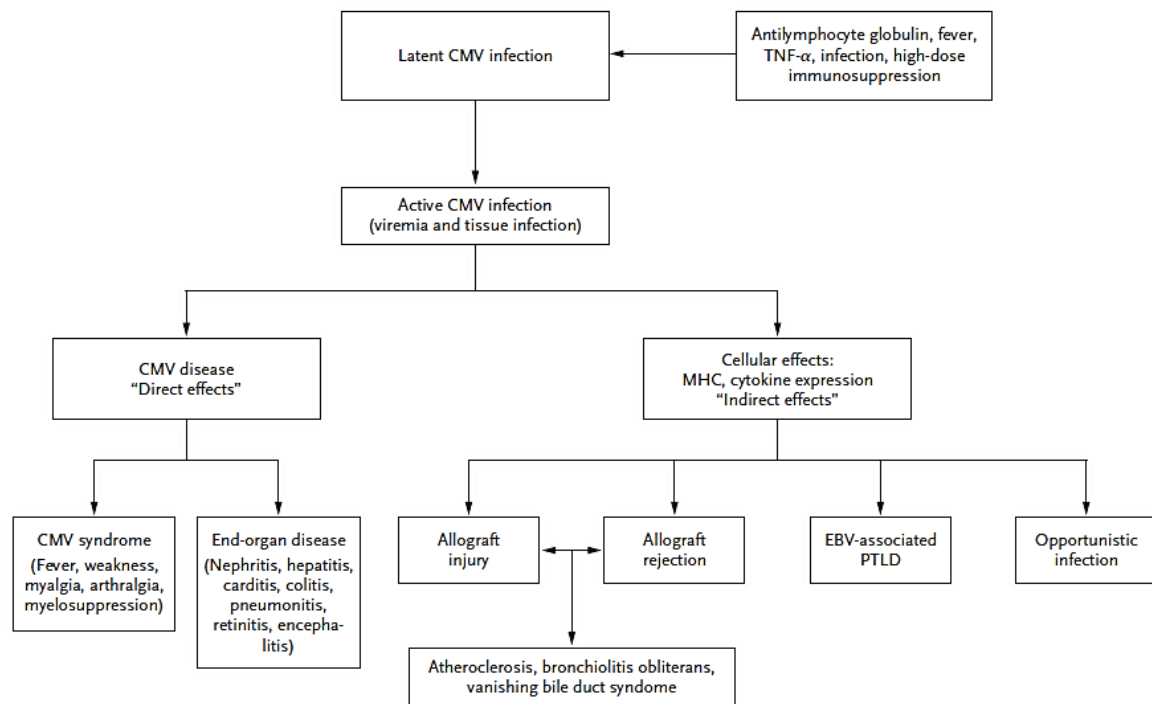 Latent CMV infection
Antilymphocyte globulin, fever,
TNF-α, infection, high-dose
immunosuppression
Active CMV infection
(viremia and tissue infection)
CMV disease
“Direct effects”
Cellular effects:
MHC, cytokine expression
“Indirect effects”
CMV syndrome
(Fever, weakness,
myalgia, arthralgia,
myelosuppression)
End-organ disease
(Nephritis, hepatitis,
carditis, colitis,
pneumonitis,
retinitis, encepha-
litis)
Allograft
injury
Allograft
rejection
EBV-associated
PTLD
Opportunistic
infection
Atheroclerosis, bronchiolitis obliterans,
vanishing bile duct syndome